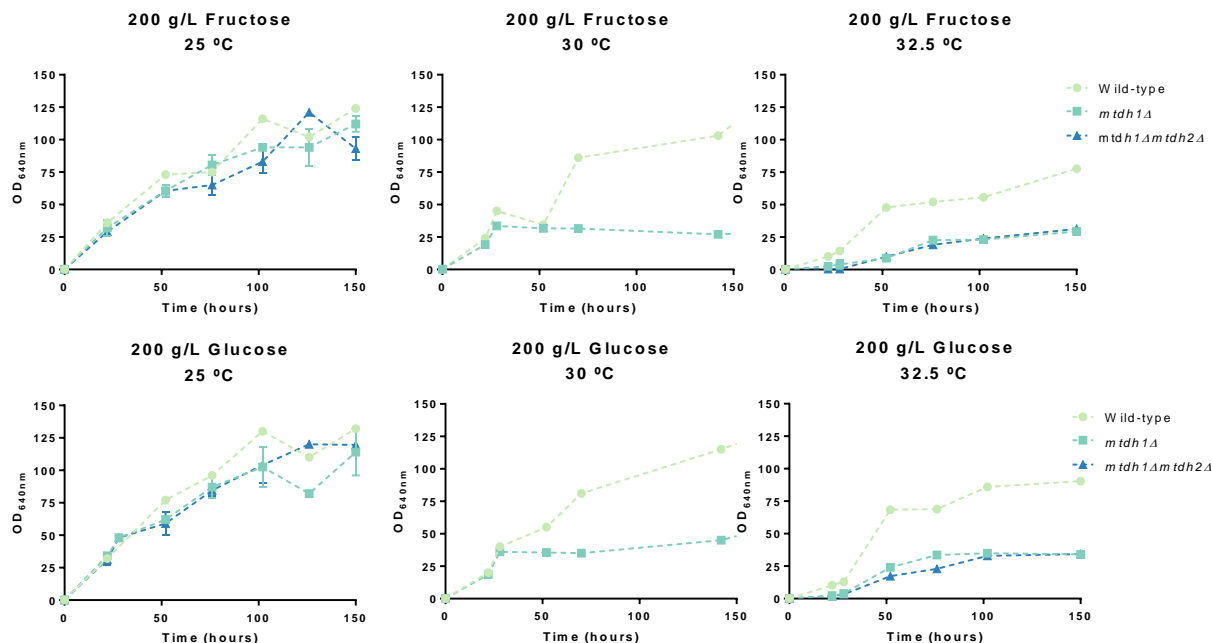 200 g/L Fructose
25 ºC
150
125
100
75
50
25
0
OD640nm
0 50 100 150
Time (hours)
200 g/L Fructose
30 ºC
150
125
100
75
50
25
0
OD640nm
0 50 100 150
Time (hours)
200 g/L Fructose
32.5 ºC
150
125
100
75
50
25
0
OD640nm
0 50 100 150
Time (hours)
Wild-type
mtdh1Δ
mtdh1Δmtdh2Δ
200 g/L Glucose
25 ºC
150
125
100
75
50
25
0
OD640nm
0 50 100 150
Time (hours)
200 g/L Glucose
30 ºC
150
125
100
75
50
25
0
OD640nm
0 50 100 150
Time (hours)
200 g/L Glucose
32.5 ºC
150
125
100
75
50
25
0
OD640nm
0 50 100 150
Time (hours)
Wild-type
mtdh1Δ
mtdh1Δmtdh2Δ